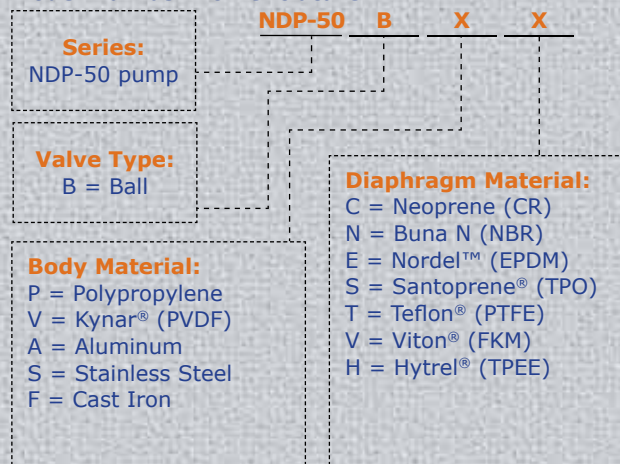 NDP-50 B X X
Series:
NDP-50 pump
Valve Type:
B = Ball
Body Material:
P = Polypropylene
V = Kynar® (PVDF)
A = Aluminum
S = Stainless Steel
F = Cast Iron
Diaphragm Material:
C = Neoprene (CR)
N = Buna N (NBR)
E = Nordel™ (EPDM)
S = Santoprene® (TPO)
T = Teflon® (PTFE)
V = Viton® (FKM)
H = Hytrel® (TPEE)